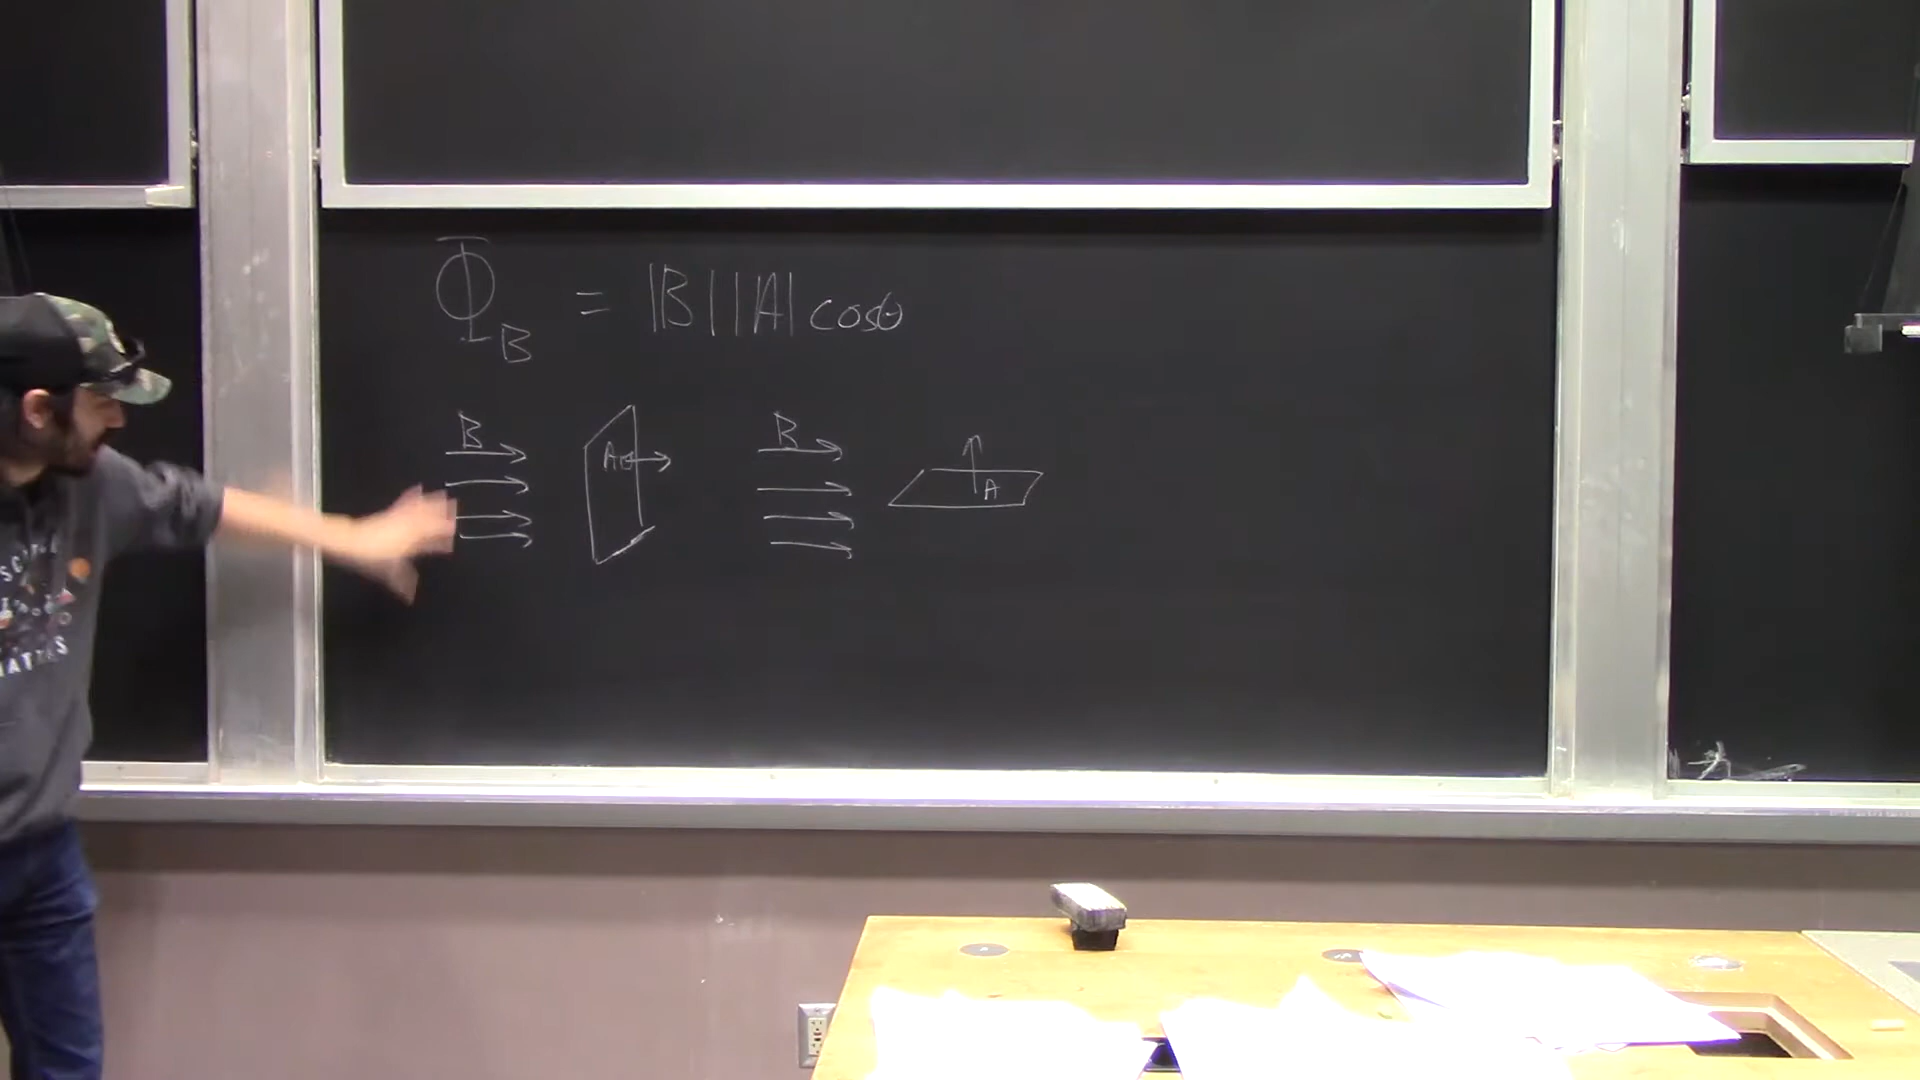 Φ_B = |B||A| cosθ
B A B A